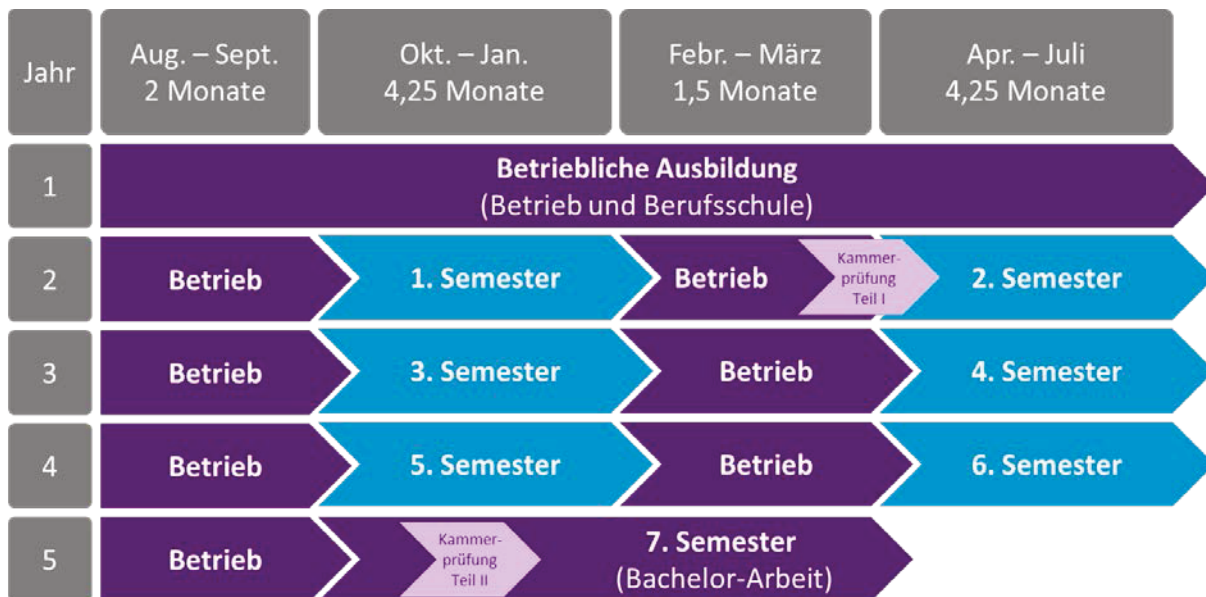 Jahr
Aug. – Sept.
2 Monate
Okt. – Jan.
4,25 Monate
Febr. – März
1,5 Monate
Apr. – Juli
4,25 Monate
1
Betriebliche Ausbildung
(Betrieb und Berufsschule)
2
Betrieb
1. Semester
Betrieb
Kammer-
prüfung
Teil I
2. Semester
3
Betrieb
3. Semester
Betrieb
4. Semester
4
Betrieb
5. Semester
Betrieb
6. Semester
5
Betrieb
Kammer-
prüfung
Teil II
7. Semester
(Bachelor-Arbeit)